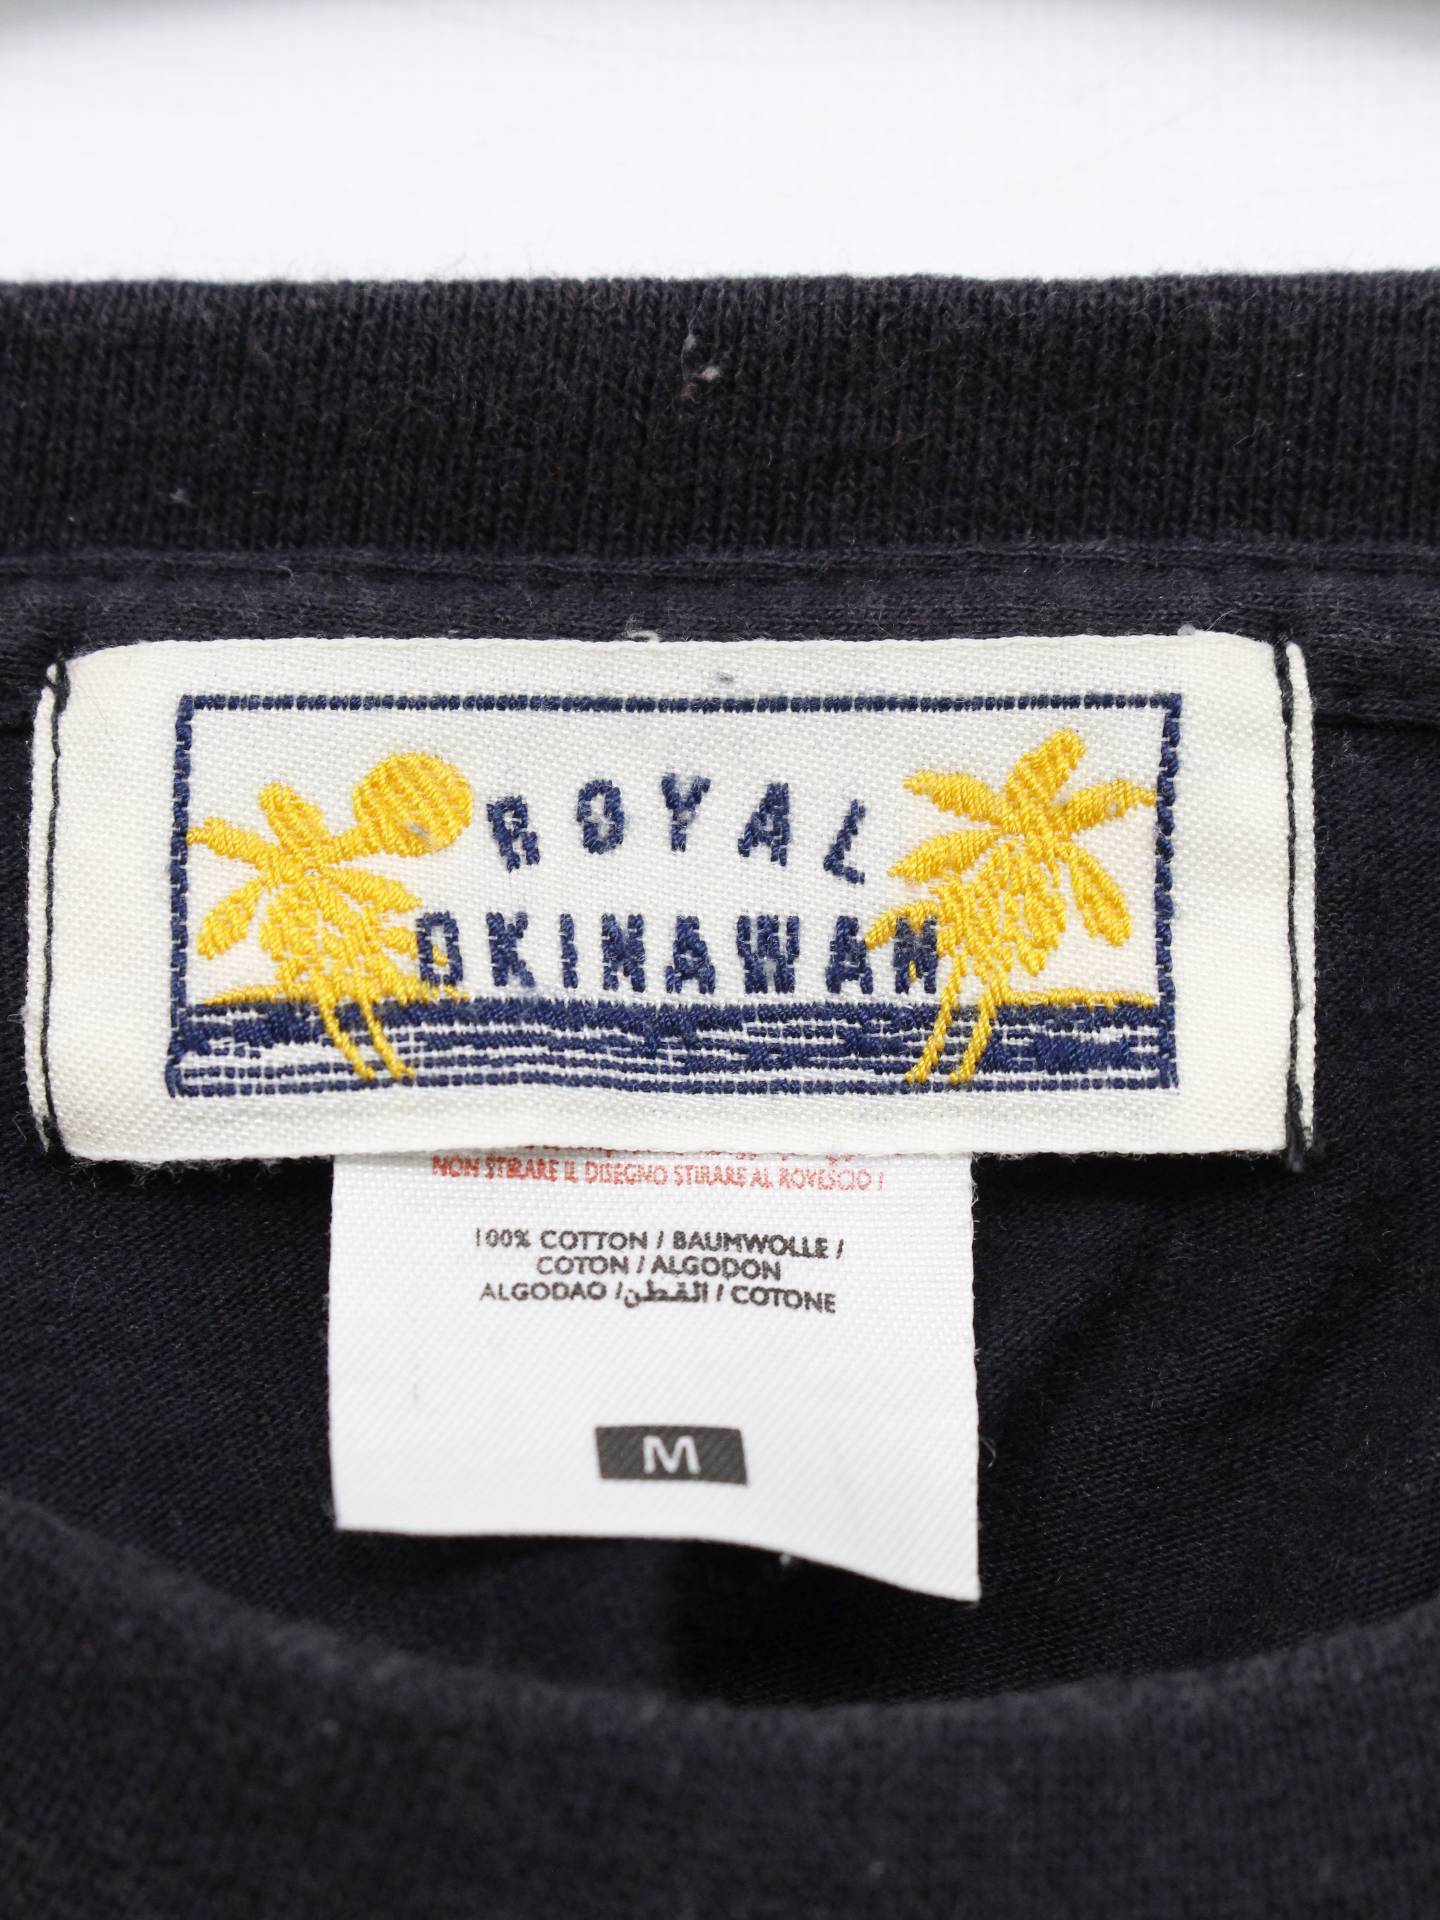 ROYAL
OKINAWAN
NON STIRARE IL DISEGNO STIRARE AL ROVESCIO /
100% COTTON / BAUMWOLLE /
COTON / ALGODON
ALGODAO / القطن / COTONE
M